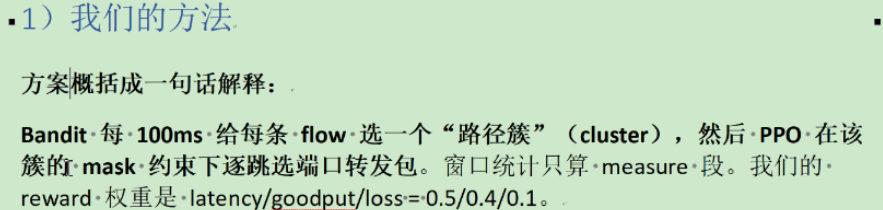 1）我们的方法
方案概括成一句话解释：
Bandit 每 100ms 给每条 flow 选一个“路径簇”（cluster），然后 PPO 在该
簇的 mask 约束下逐跳选端口转发包。窗口统计只算 measure 段。我们的
reward 权重是 latency/goodput/loss = 0.5/0.4/0.1。